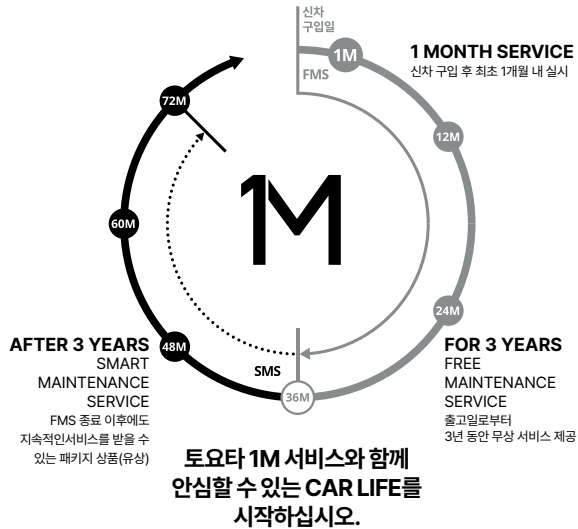 신차
구입일
1M
FMS
1 MONTH SERVICE
신차 구입 후 최초 1개월 내 실시
12M
24M
FOR 3 YEARS
FREE
MAINTENANCE
SERVICE
출고일로부터
3년 동안 무상 서비스 제공
36M
SMS
48M
60M
72M
1M
AFTER 3 YEARS
SMART
MAINTENANCE
SERVICE
FMS 종료 이후에도
지속적인서비스를 받을 수
있는 패키지 상품(유상)
토요타 1M 서비스와 함께
안심할 수 있는 CAR LIFE를
시작하십시오.